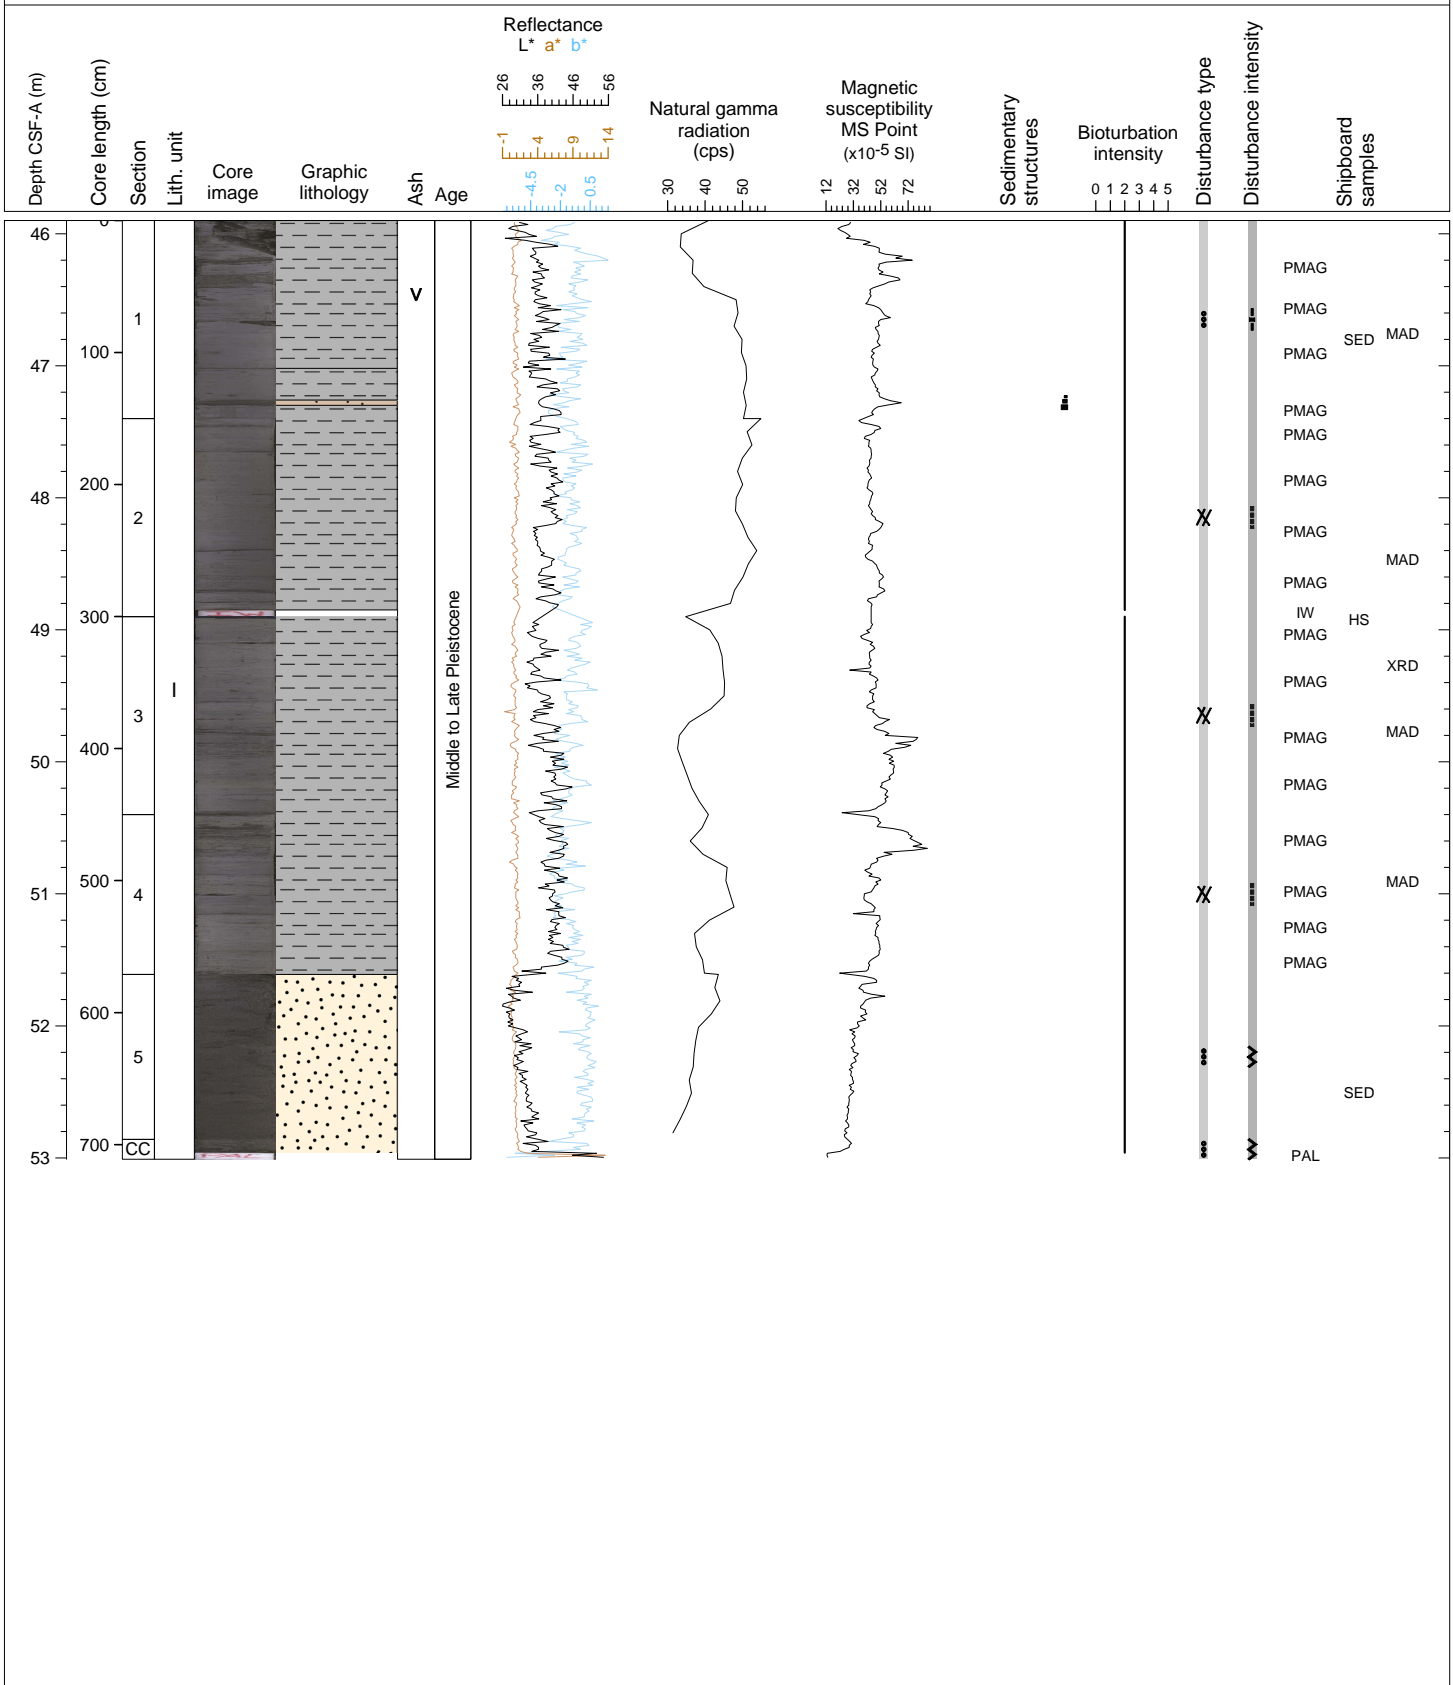 Depth CSF-A (m)
Core length (cm)
Section
Lith. unit
Core
image
Graphic
lithology
Ash
Age
Reflectance
L* a* b*
26 36 46 56
-1 4 9 14
-4.5 -2 0.5
Natural gamma
radiation
(cps)
30 40 50
Magnetic
susceptibility
MS Point
(x10-5 SI)
12 32 52 72
Sedimentary
structures
Bioturbation
intensity
0 1 2 3 4 5
Disturbance type
Disturbance intensity
Shipboard
samples
46
47
48
49
50
51
52
53
0
100
200
300
400
500
600
700
1
2
3
4
5
CC
I
V
Middle to Late Pleistocene
PMAG
PMAG
SED MAD
PMAG
PMAG
PMAG
PMAG
PMAG
MAD
PMAG
IW HS
PMAG
XRD
PMAG
MAD
PMAG
PMAG
PMAG
MAD
PMAG
PMAG
PMAG
SED
PAL